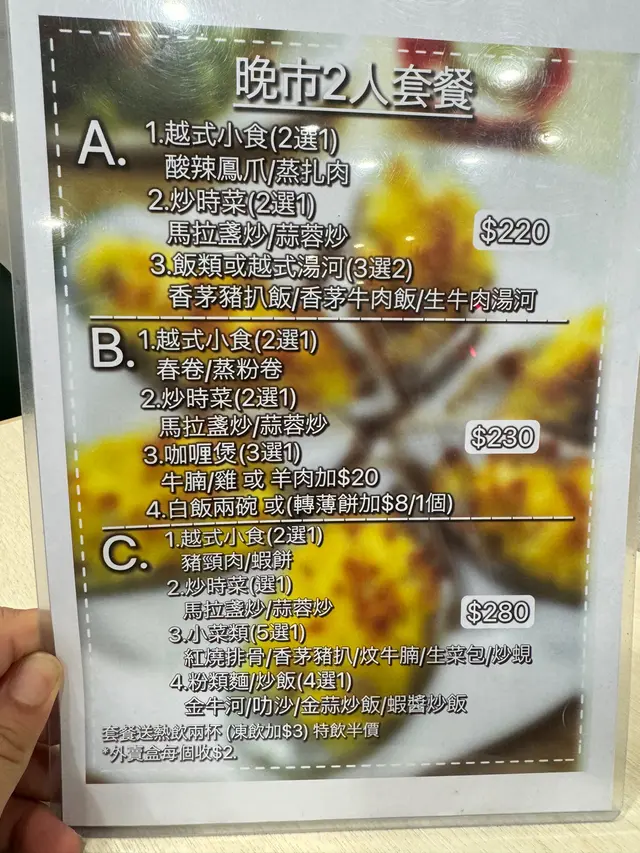 晚市2人套餐
A.
1.越式小食(2選1)
酸辣鳳爪/蒸扎肉
2.炒時菜(2選1)
馬拉盞炒/蒜蓉炒
$220
3.飯類或越式湯河(3選2)
香茅豬扒飯/香茅牛肉飯/生牛肉湯河
B.
1.越式小食(2選1)
春卷/蒸粉卷
2.炒時菜(2選1)
馬拉盞炒/蒜蓉炒
$230
3.咖喱煲(3選1)
牛腩/雞 或 羊肉加$20
4.白飯兩碗 或(轉薄餅加$8/1個)
C.
1.越式小食(2選1)
豬頸肉/蝦餅
2.炒時菜(選1)
馬拉盞炒/蒜蓉炒
$280
3.小菜類(5選1)
紅燒排骨/香茅豬扒/炆牛腩/生菜包/炒蜆
4.粉類麵/炒飯(4選1)
金牛河/叻沙/金蒜炒飯/蝦醬炒飯
套餐送熱飲兩杯 (凍飲加$3) 特飲半價
*外賣盒每個收$2.